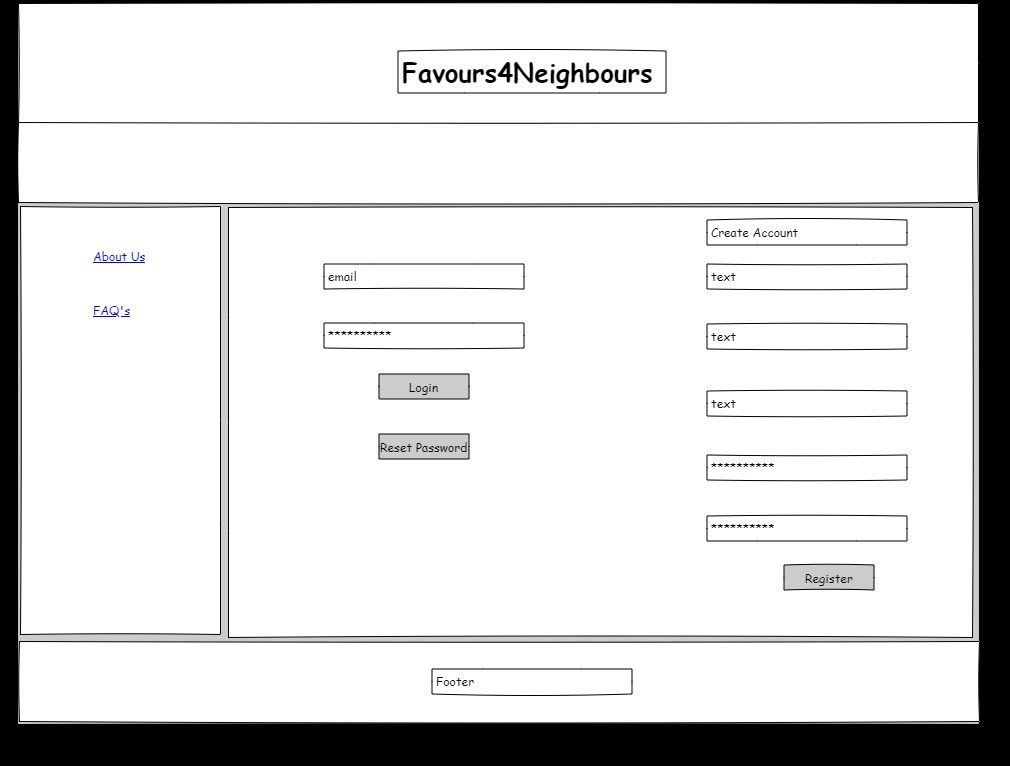 Favours4Neighbours
About Us
FAQ's
email
**********
Login
Reset Password
Create Account
text
text
text
**********
**********
Register
Footer